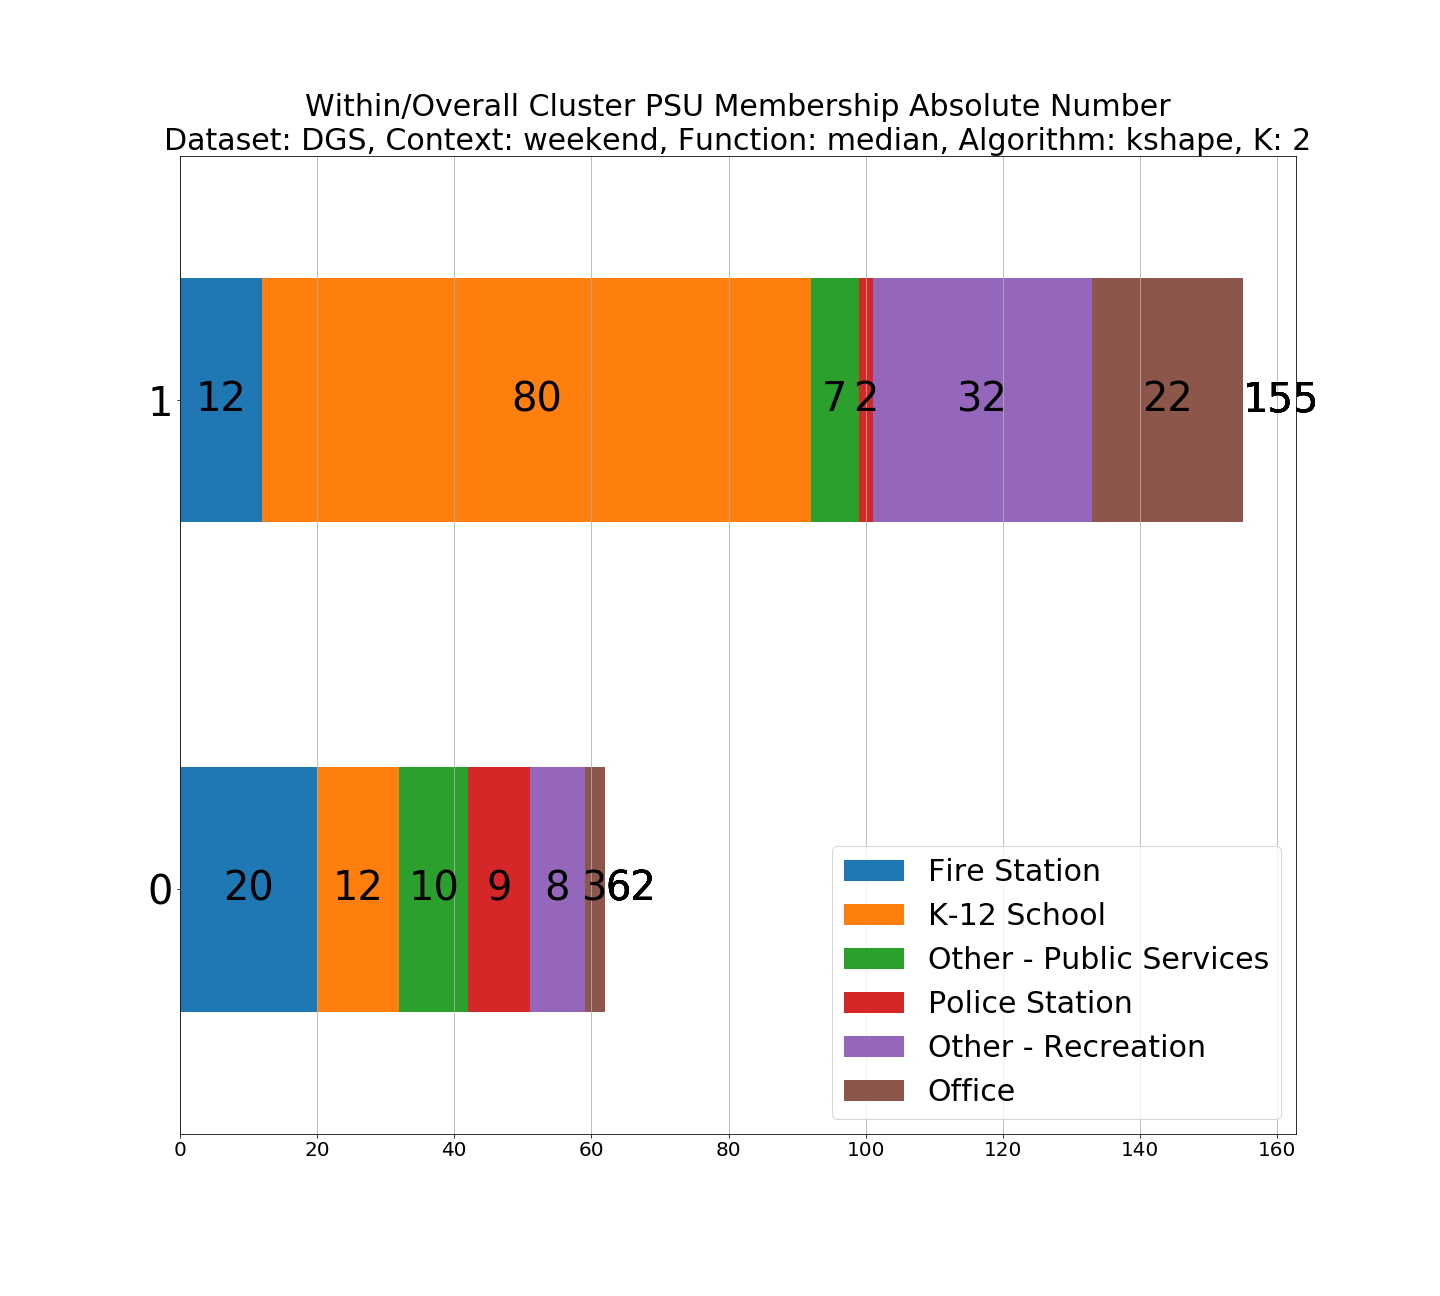 Within/Overall Cluster PSU Membership Absolute Number
Dataset: DGS, Context: weekend, Function: median, Algorithm: kshape, K: 2
1 12 80 7 2 32 22 155
0 20 12 10 9 8 3 62
Fire Station
K-12 School
Other - Public Services
Police Station
Other - Recreation
Office
0 20 40 60 80 100 120 140 160